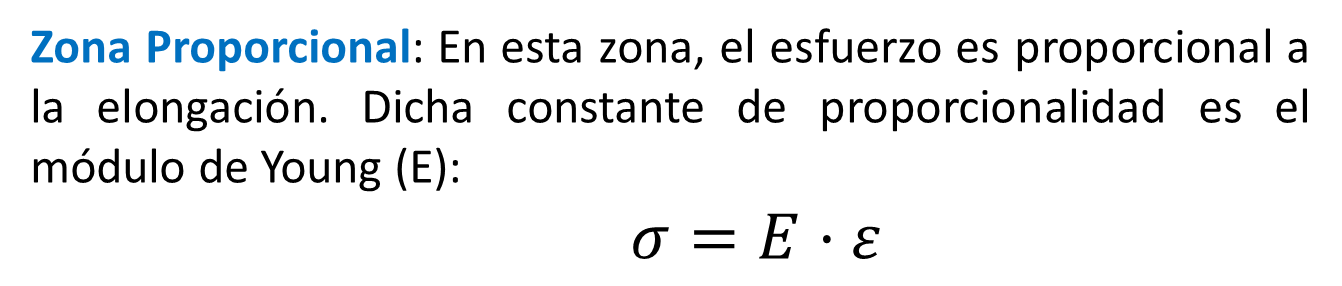 Zona Proporcional: En esta zona, el esfuerzo es proporcional a
la elongación. Dicha constante de proporcionalidad es el
módulo de Young (E):
σ = E · ε